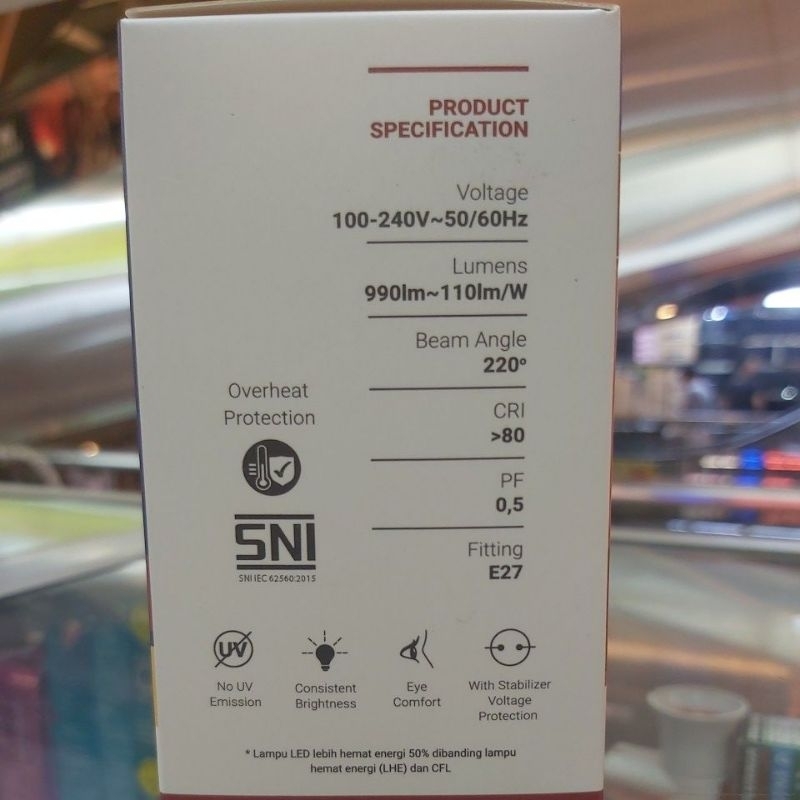 PRODUCT
SPECIFICATION
Voltage
100-240V~50/60Hz
Lumens
990lm~110lm/W
Beam Angle
220°
CRI
>80
PF
0,5
Fitting
E27
Overheat
Protection
SNI
SNI IEC 62560:2015
UV
No UV
Emission
Consistent
Brightness
Eye
Comfort
With Stabilizer
Voltage
Protection
* Lampu LED lebih hemat energi 50% dibanding lampu
hemat energi (LHE) dan CFL